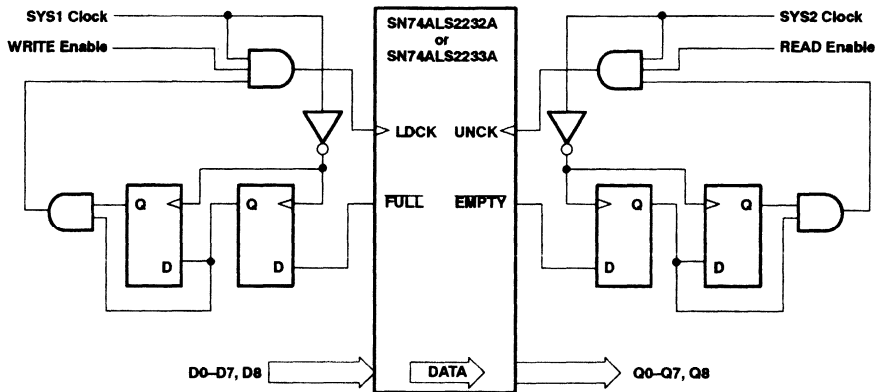 SYS1 Clock
WRITE Enable
SN74ALS2232A
or
SN74ALS2233A
SYS2 Clock
READ Enable
LDCK
UNCK
FULL
EMPTY
Q
D
Q
D
Q
D
Q
D
D0–D7, D8
DATA
Q0–Q7, Q8